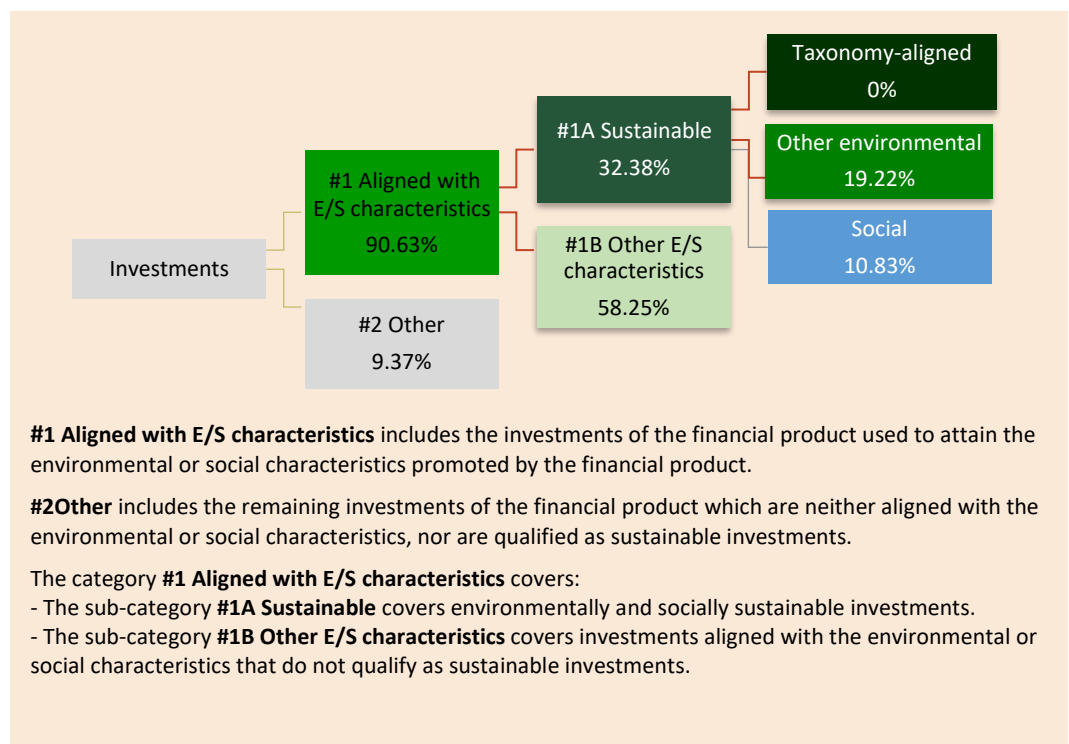 Investments
#1 Aligned with
E/S characteristics
90.63%
#2 Other
9.37%
#1A Sustainable
32.38%
#1B Other E/S
characteristics
58.25%
Taxonomy-aligned
0%
Other environmental
19.22%
Social
10.83%
#1 Aligned with E/S characteristics includes the investments of the financial product used to attain the
environmental or social characteristics promoted by the financial product.
#2Other includes the remaining investments of the financial product which are neither aligned with the
environmental or social characteristics, nor are qualified as sustainable investments.
The category #1 Aligned with E/S characteristics covers:
- The sub-category #1A Sustainable covers environmentally and socially sustainable investments.
- The sub-category #1B Other E/S characteristics covers investments aligned with the environmental or
social characteristics that do not qualify as sustainable investments.